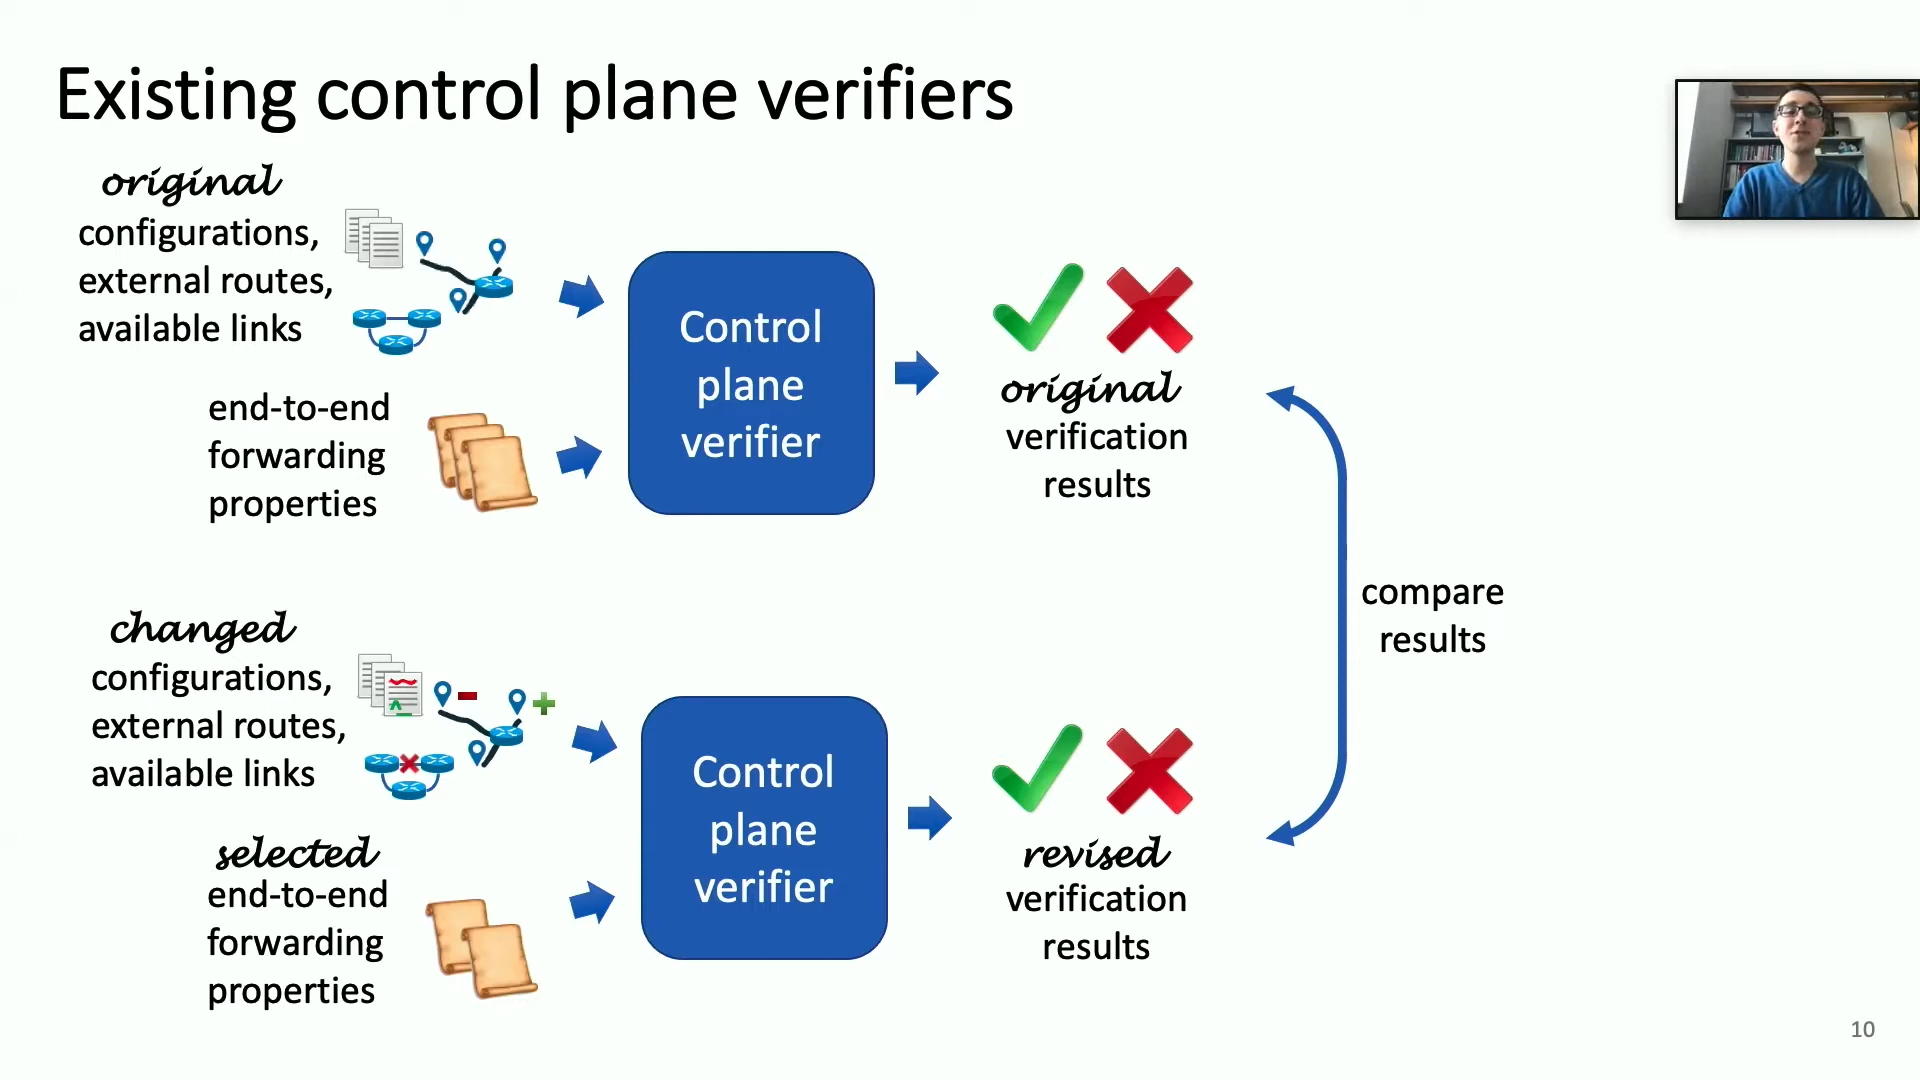 Existing control plane verifiers
original
configurations,
external routes,
available links
end-to-end
forwarding
properties
Control
plane
verifier
original
verification
results
compare
results
changed
configurations,
external routes,
available links
selected
end-to-end
forwarding
properties
Control
plane
verifier
revised
verification
results
10